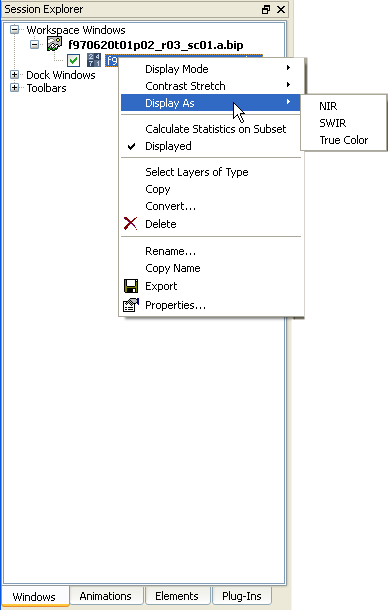 Session Explorer
Workspace Windows
f970620t01p02_r03_sc01.a.bip
f9
Dock Windows
Toolbars
Display Mode
Contrast Stretch
Display As
NIR
SWIR
True Color
Calculate Statistics on Subset
Displayed
Select Layers of Type
Copy
Convert...
Delete
Rename...
Copy Name
Export
Properties...
Windows
Animations
Elements
Plug-Ins